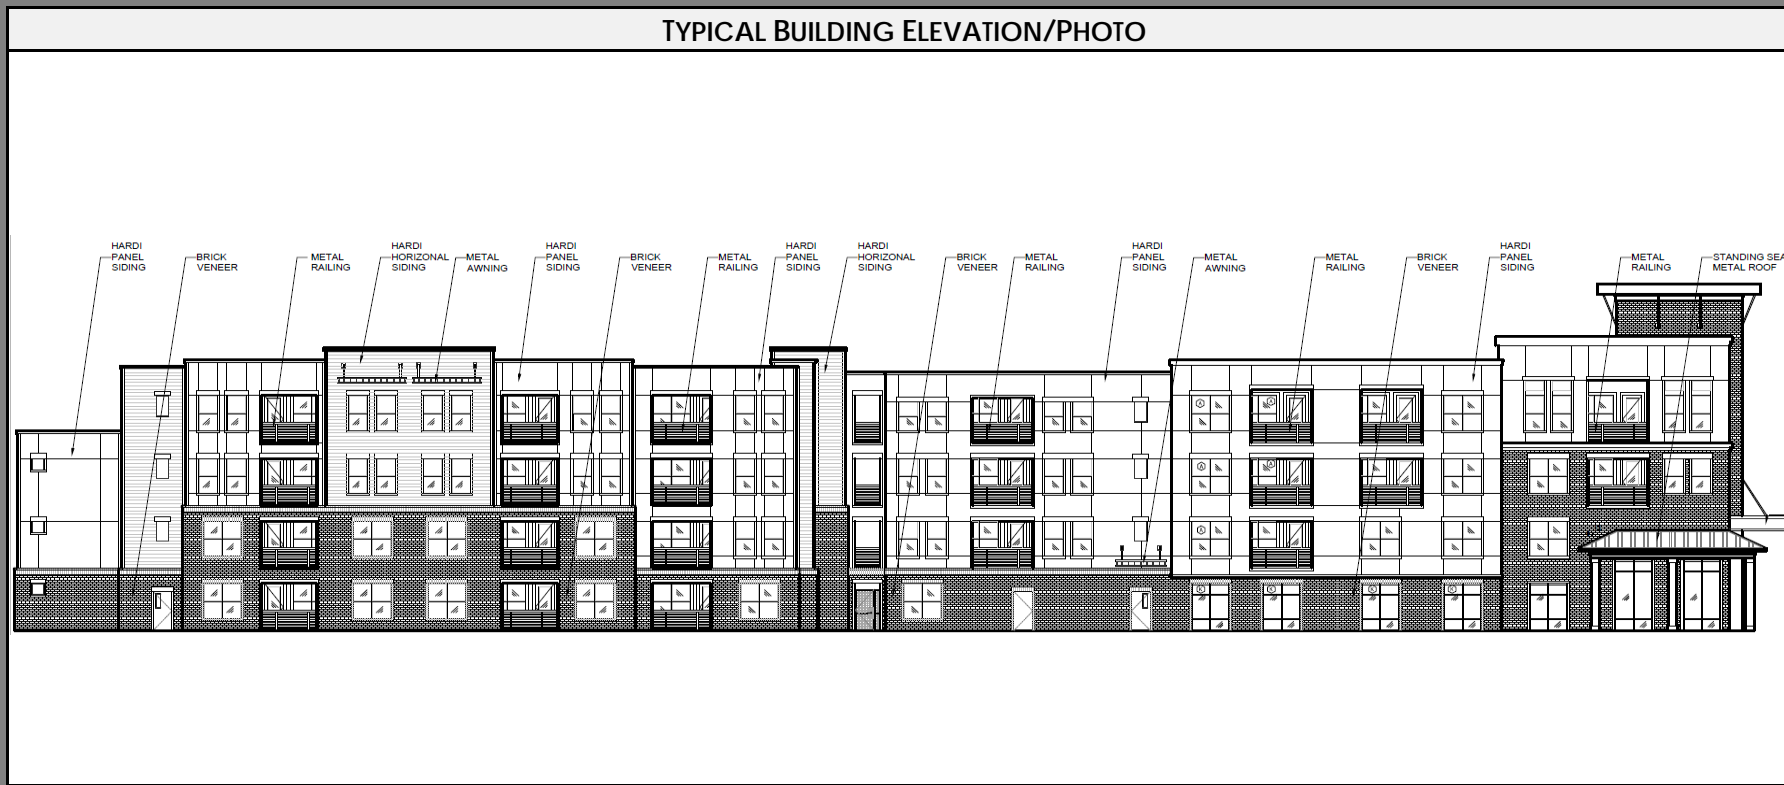 TYPICAL BUILDING ELEVATION/PHOTO
HARDI
PANEL
SIDING
BRICK
VENEER
METAL
RAILING
HARDI
HORIZONAL
SIDING
METAL
AWNING
HARDI
PANEL
SIDING
BRICK
VENEER
METAL
RAILING
HARDI
PANEL
SIDING
HARDI
HORIZONAL
SIDING
BRICK
VENEER
METAL
RAILING
HARDI
PANEL
SIDING
METAL
AWNING
METAL
RAILING
BRICK
VENEER
HARDI
PANEL
SIDING
METAL
RAILING
STANDING SEA
METAL ROOF